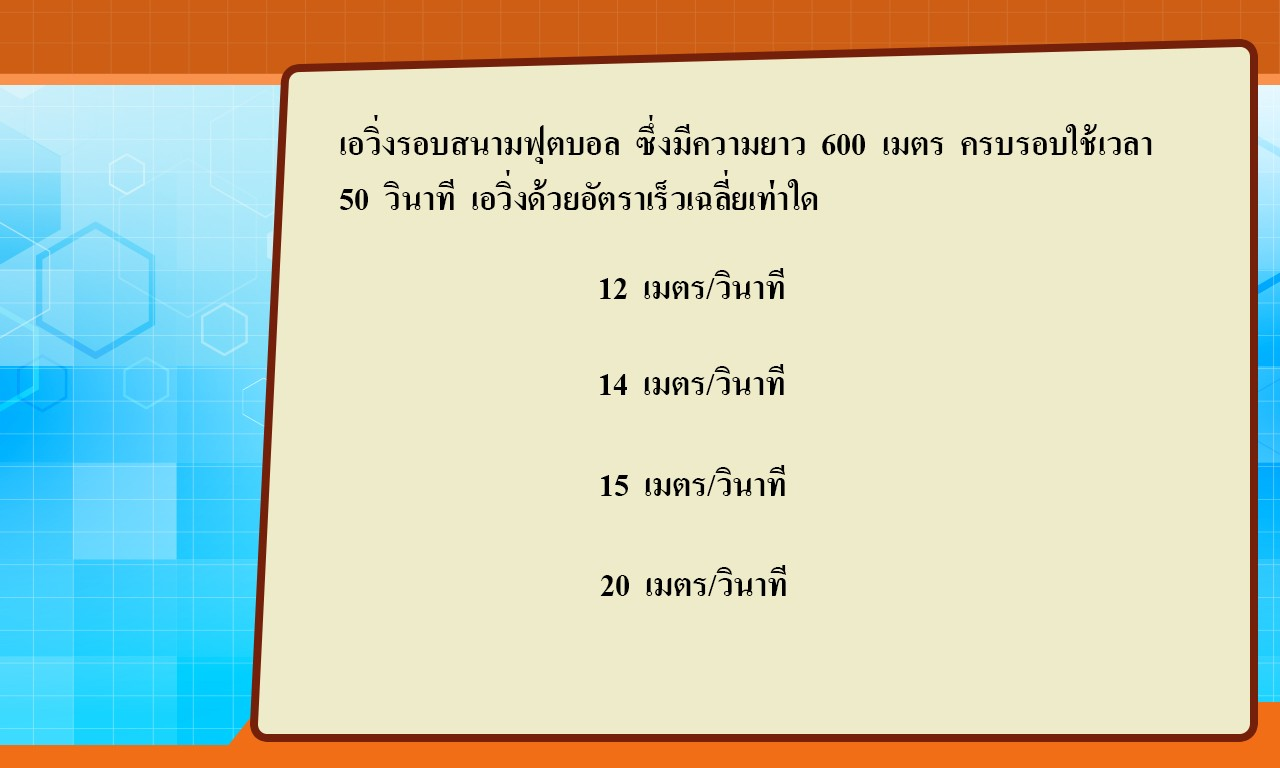 เอวิ่งรอบสนามฟุตบอล ซึ่งมีความยาว 600 เมตร ครบรอบใช้เวลา
50 วินาที เอวิ่งด้วยอัตราเร็วเฉลี่ยเท่าใด
12 เมตร/วินาที
14 เมตร/วินาที
15 เมตร/วินาที
20 เมตร/วินาที